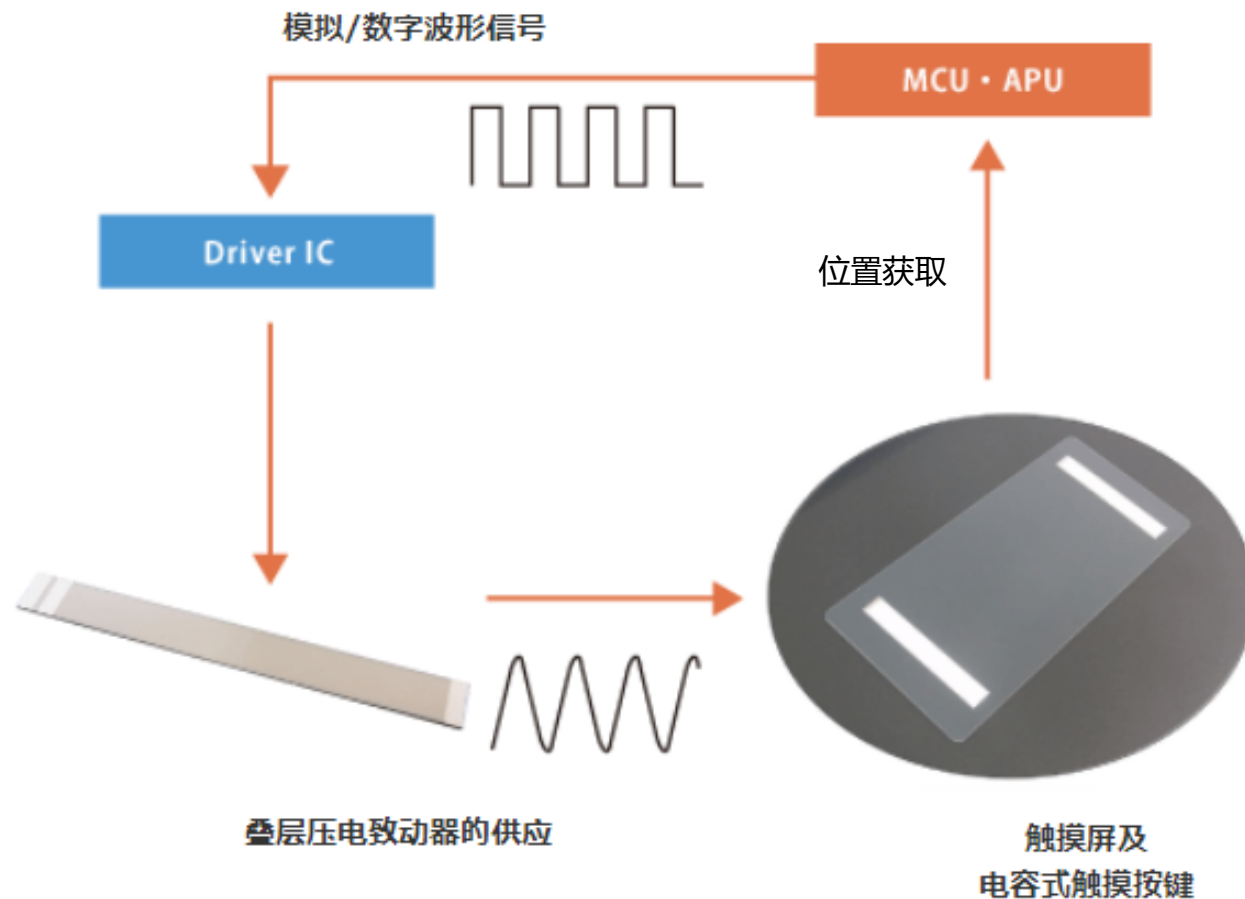 模拟/数字波形信号
MCU・APU
Driver IC
位置获取
叠层压电致动器的供应
触摸屏及
电容式触摸按键